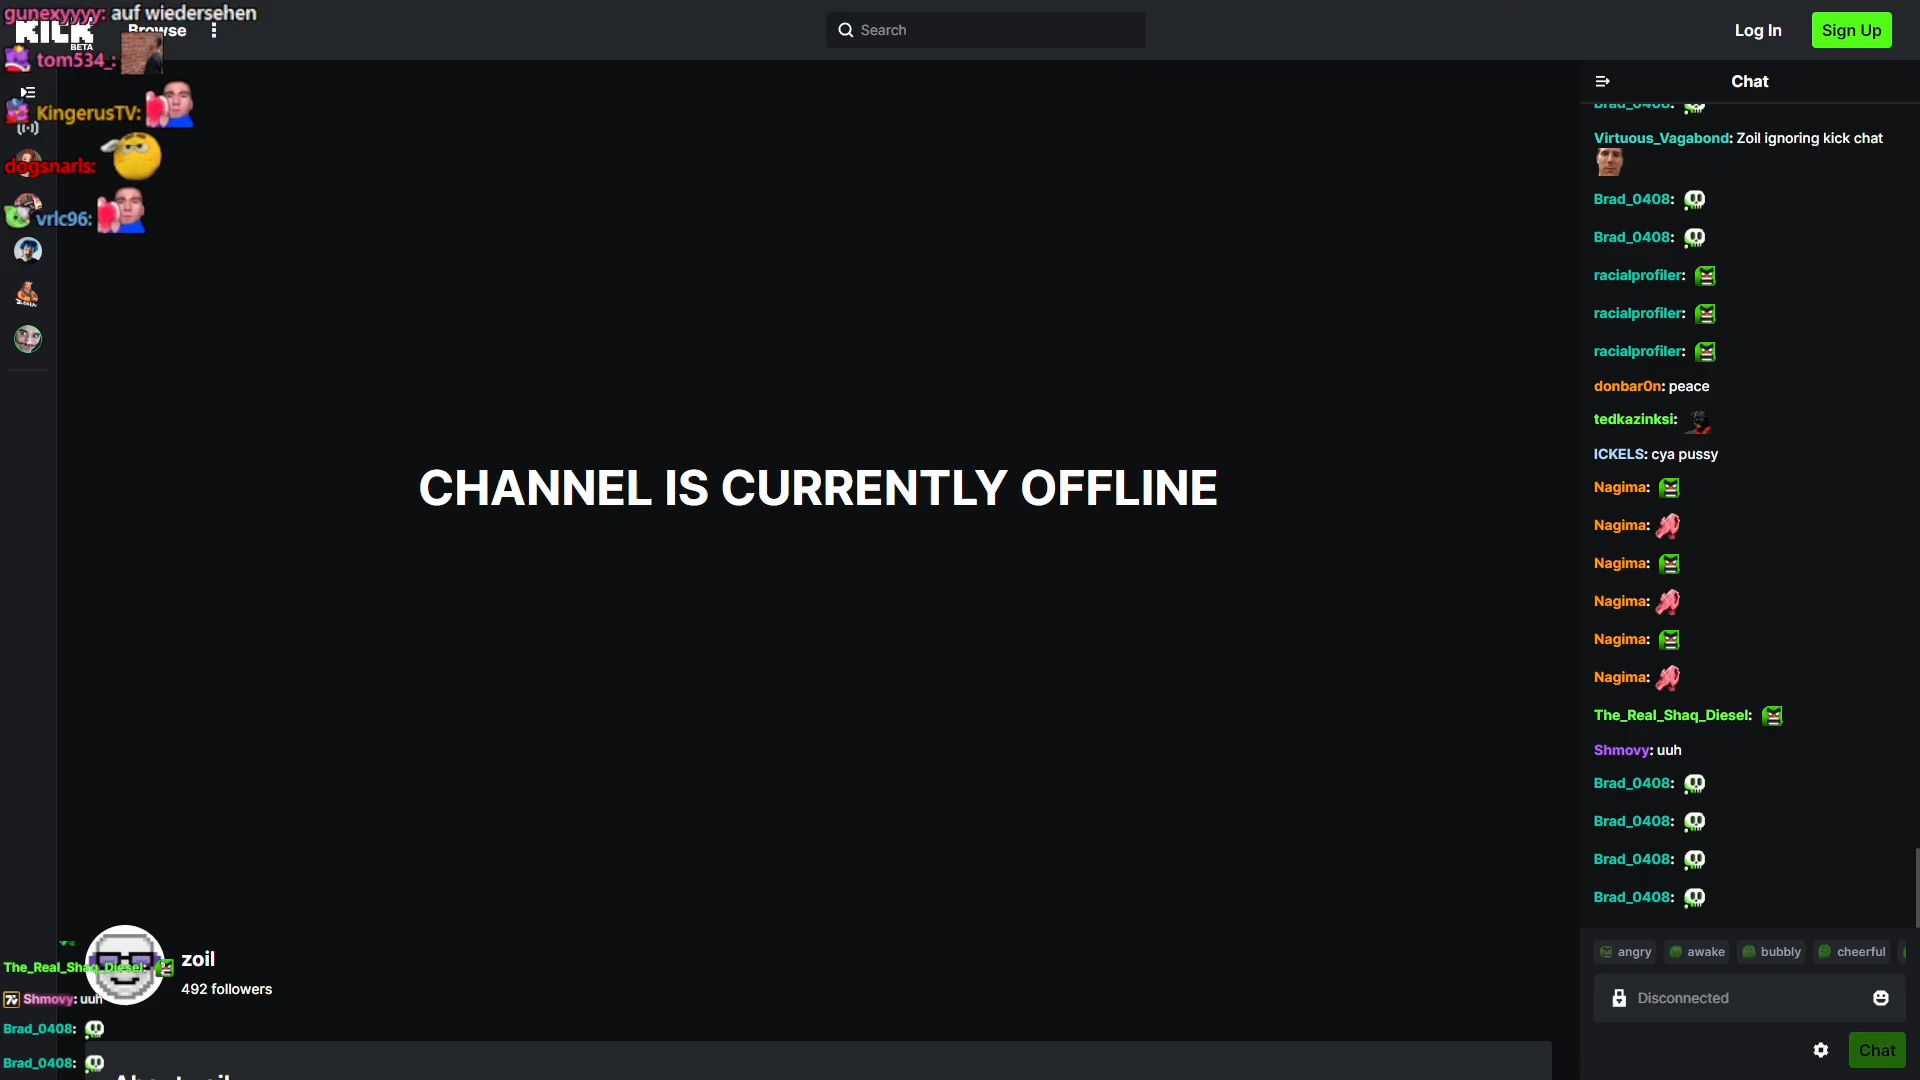 gunexyyyy: auf wiedersehen
KICK
BETA
Browse
Search
Log In
Sign Up
tom534_:
KingerusTV:
dogsnarls:
vrlc96:
Chat
Brad_0408:
Virtuous_Vagabond: Zoil ignoring kick chat
Brad_0408:
Brad_0408:
racialprofiler:
racialprofiler:
racialprofiler:
donbar0n: peace
tedkazinksi:
ICKELS: cya pussy
Nagima:
Nagima:
Nagima:
Nagima:
Nagima:
Nagima:
The_Real_Shaq_Diesel:
Shmovy: uuh
Brad_0408:
Brad_0408:
Brad_0408:
Brad_0408:
angry
awake
bubbly
cheerful
Disconnected
Chat
CHANNEL IS CURRENTLY OFFLINE
zoil
492 followers
The_Real_Shaq_Diesel:
Shmovy: uuh
Brad_0408:
Brad_0408: